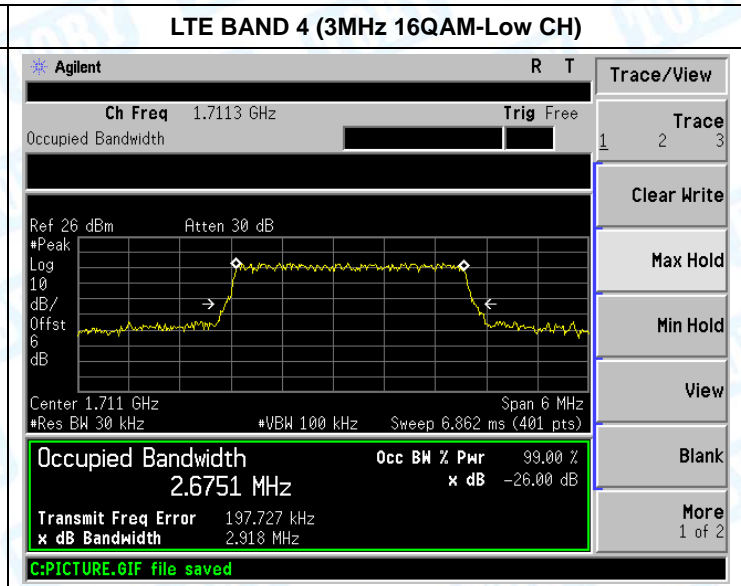 LTE BAND 4 (3MHz 16QAM-Low CH)
Agilent R T
Ch Freq 1.7113 GHz Trig Free
Occupied Bandwidth
Ref 26 dBm Atten 30 dB
#Peak
Log
10
dB/
Offst
6
dB
Center 1.711 GHz Span 6 MHz
#Res BW 30 kHz #VBW 100 kHz Sweep 6.862 ms (401 pts)
Occupied Bandwidth Occ BW % Pwr 99.00 %
2.6751 MHz x dB -26.00 dB
Transmit Freq Error 197.727 kHz
x dB Bandwidth 2.918 MHz
C:PICTURE.GIF file saved
Trace/View
Trace
1 2 3
Clear Write
Max Hold
Min Hold
View
Blank
More
1 of 2